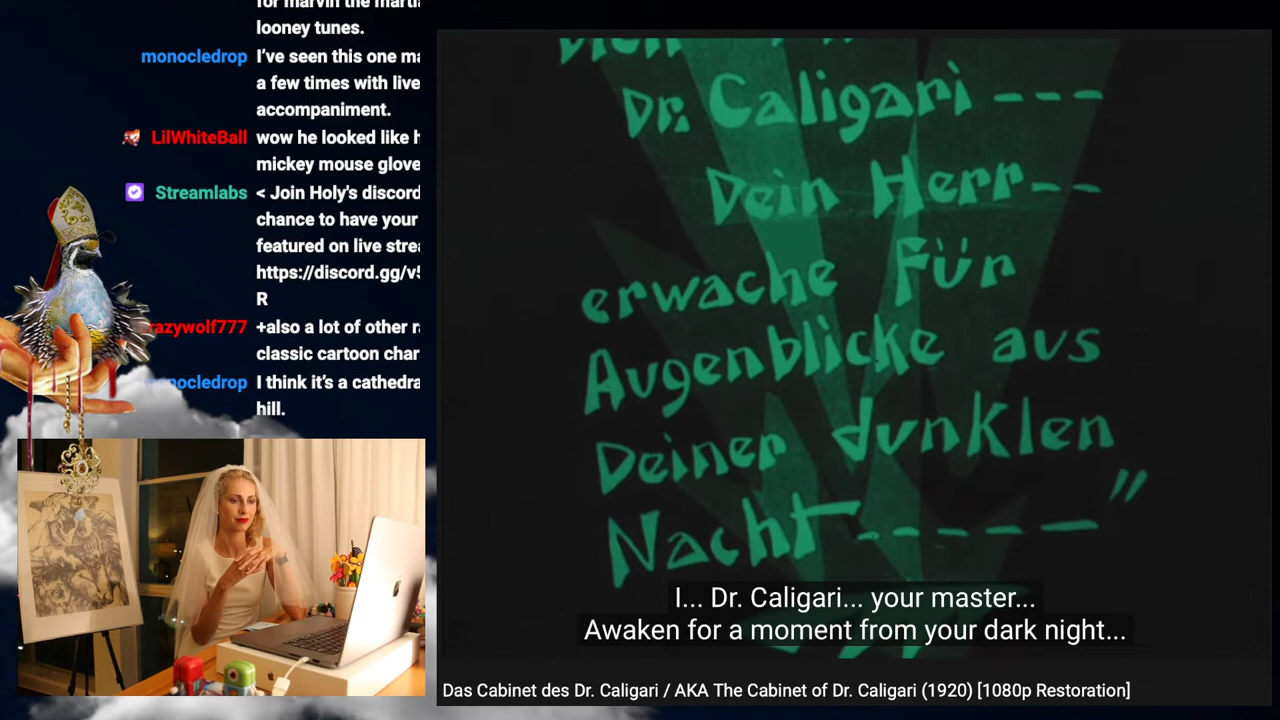 looney tunes.
monocledrop I've seen this one
a few times with live
accompaniment.
LilWhiteBall wow he looked like
mickey mouse glove
Streamlabs < Join Holy's discord
chance to have your
featured on live
https://discord.gg/
R
razywolf777 +also a lot of other
classic cartoon
nocledrop I think it's a
hill.
Dr. Caligari ---
Dein Herr--
erwache für
Augenblicke aus
Deiner dunklen
Nacht-----"
I... Dr. Caligari... your master...
Awaken for a moment from your dark night...
Das Cabinet des Dr. Caligari / AKA The Cabinet of Dr. Caligari (1920) [1080p Restoration]